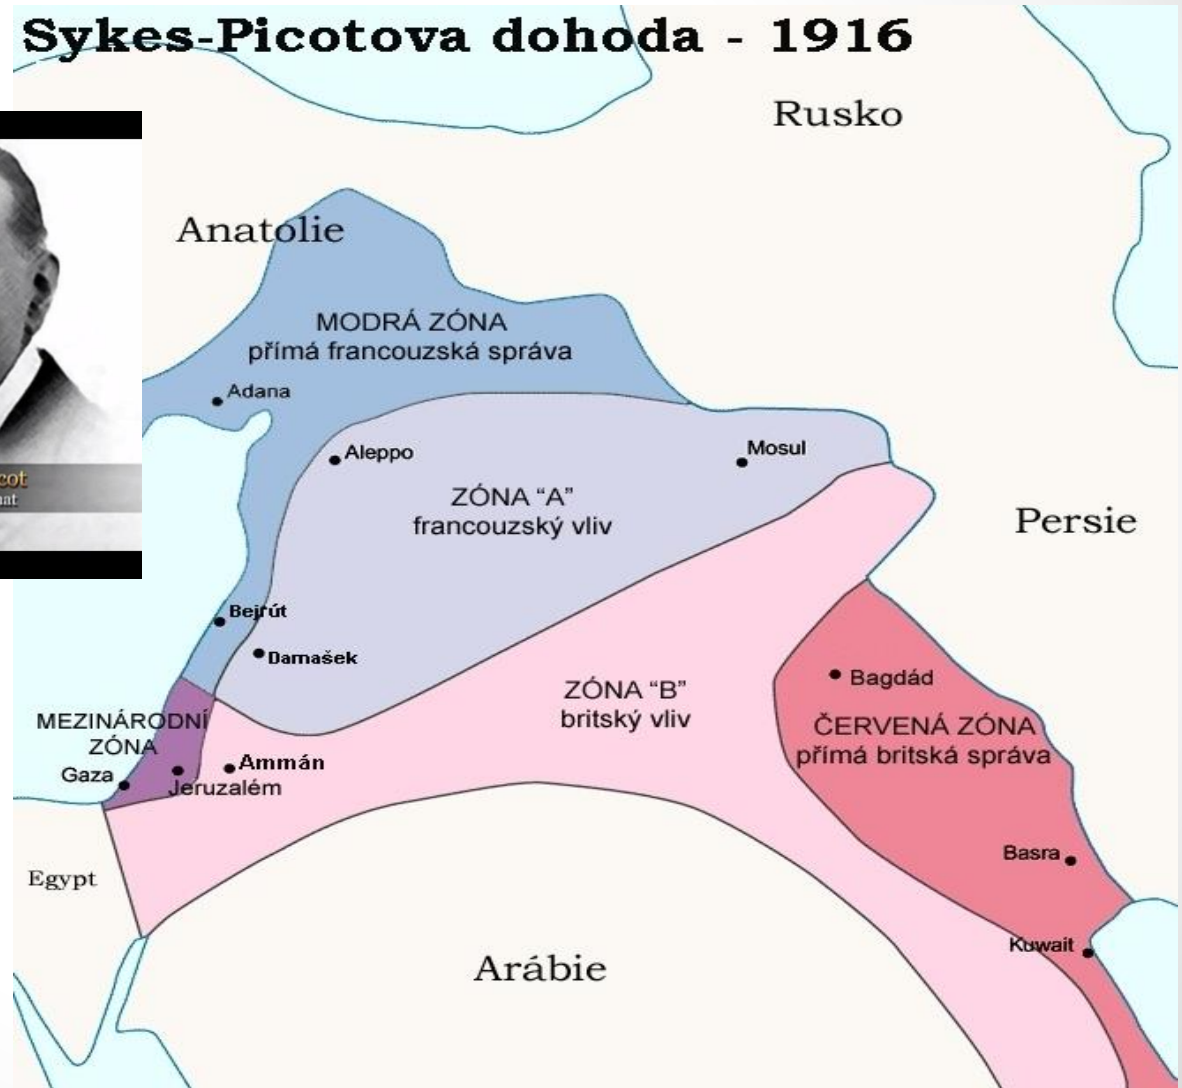 Sykes-Picotova dohoda - 1916
Rusko
Anatolie
MODRÁ ZÓNA
přímá francouzská správa
Adana
Aleppo
Mosul
ZÓNA "A"
francouzský vliv
Persie
Bejrút
Damašek
Bagdád
ZÓNA "B"
britský vliv
MEZINÁRODNÍ
ZÓNA
ČERVENÁ ZÓNA
přímá britská správa
Ammán
Gaza
Jeruzalém
Basra
Egypt
Kuwait
Arábie